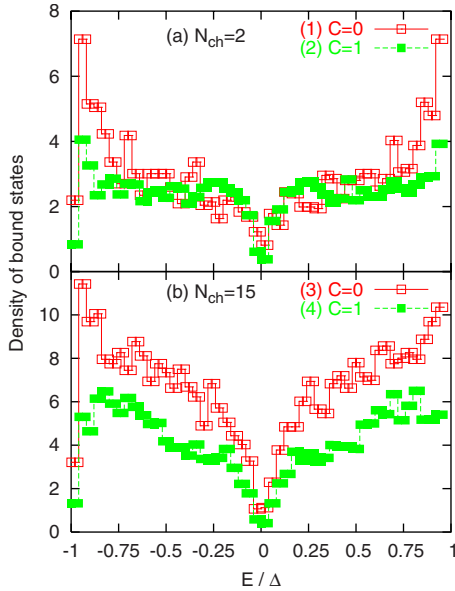 8
(a) N_ch=2
(1) C=0
(2) C=1
6
4
2
0
Density of bound states
(b) N_ch=15
(3) C=0
(4) C=1
10
8
6
4
2
0
-1 -0.75 -0.5 -0.25 0 0.25 0.5 0.75 1
E / Δ